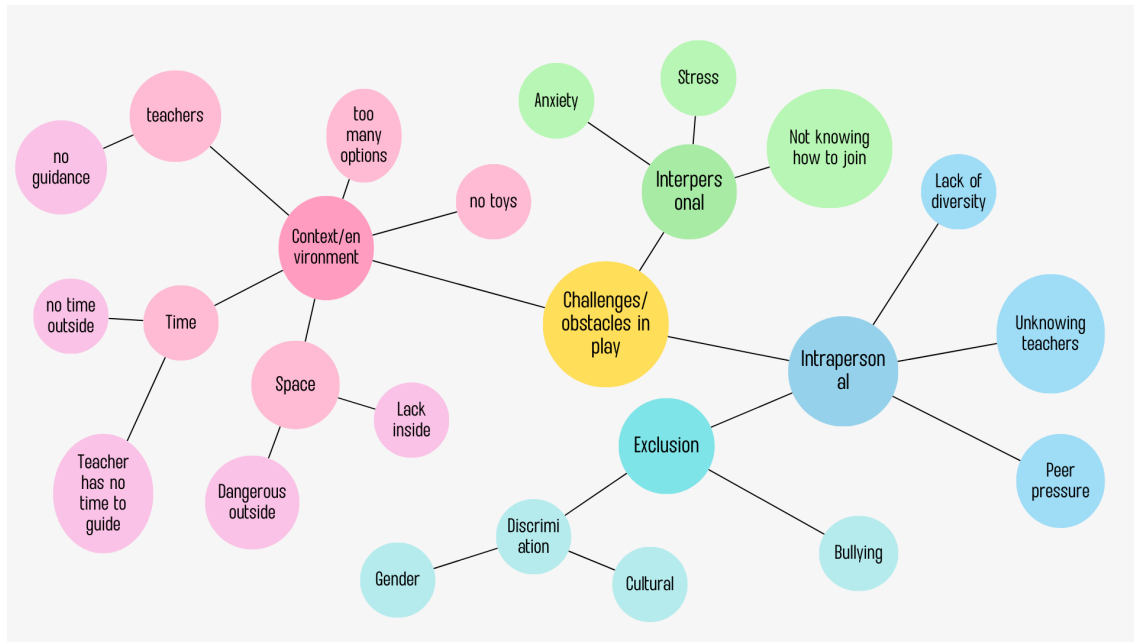 teachers
no
guidance
too
many
options
no toys
Context/en
vironment
no time
outside
Time
Teacher
has no
time to
guide
Space
Lack
inside
Dangerous
outside
Anxiety
Stress
Not knowing
how to join
Interpers
onal
Challenges/
obstacles in
play
Lack of
diversity
Unknowing
teachers
Intraperson
al
Peer
pressure
Exclusion
Discrimi
ation
Bullying
Gender
Cultural